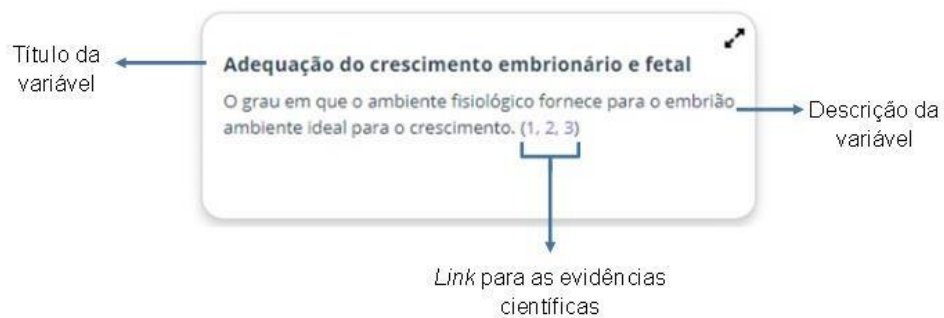 Título da
variável
Adequação do crescimento embrionário e fetal
O grau em que o ambiente fisiológico fornece para o embrião
ambiente ideal para o crescimento. (1, 2, 3)
Descrição da
variável
Link para as evidências
científicas